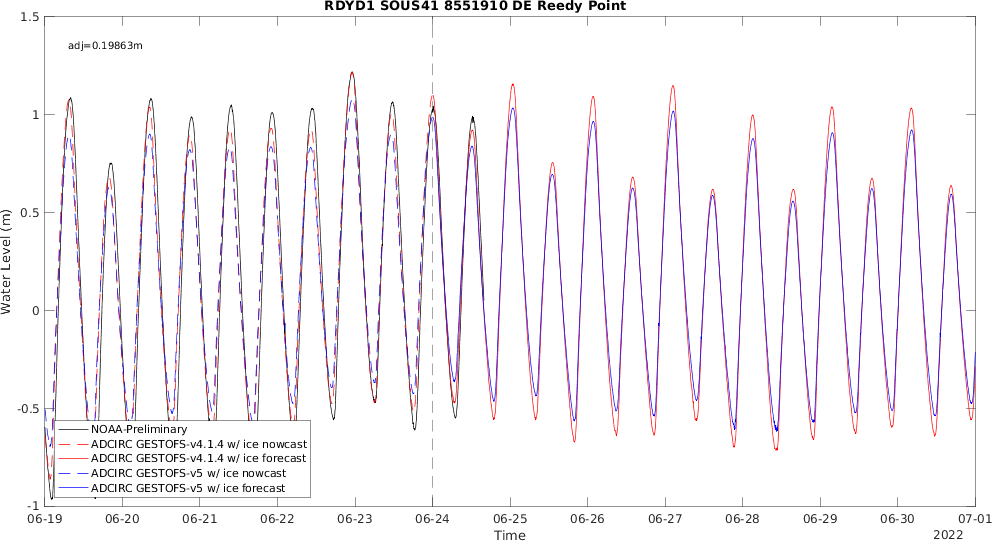 RDYD1 SOUS41 8551910 DE Reedy Point
adj=0.19863m
Water Level (m)
1.5
1
0.5
0
-0.5
-1
NOAA-Preliminary
ADCIRC GESTOFS-v4.1.4 w/ ice nowcast
ADCIRC GESTOFS-v4.1.4 w/ ice forecast
ADCIRC GESTOFS-v5 w/ ice nowcast
ADCIRC GESTOFS-v5 w/ ice forecast
06-19 06-20 06-21 06-22 06-23 06-24 06-25 06-26 06-27 06-28 06-29 06-30 07-01
Time
2022